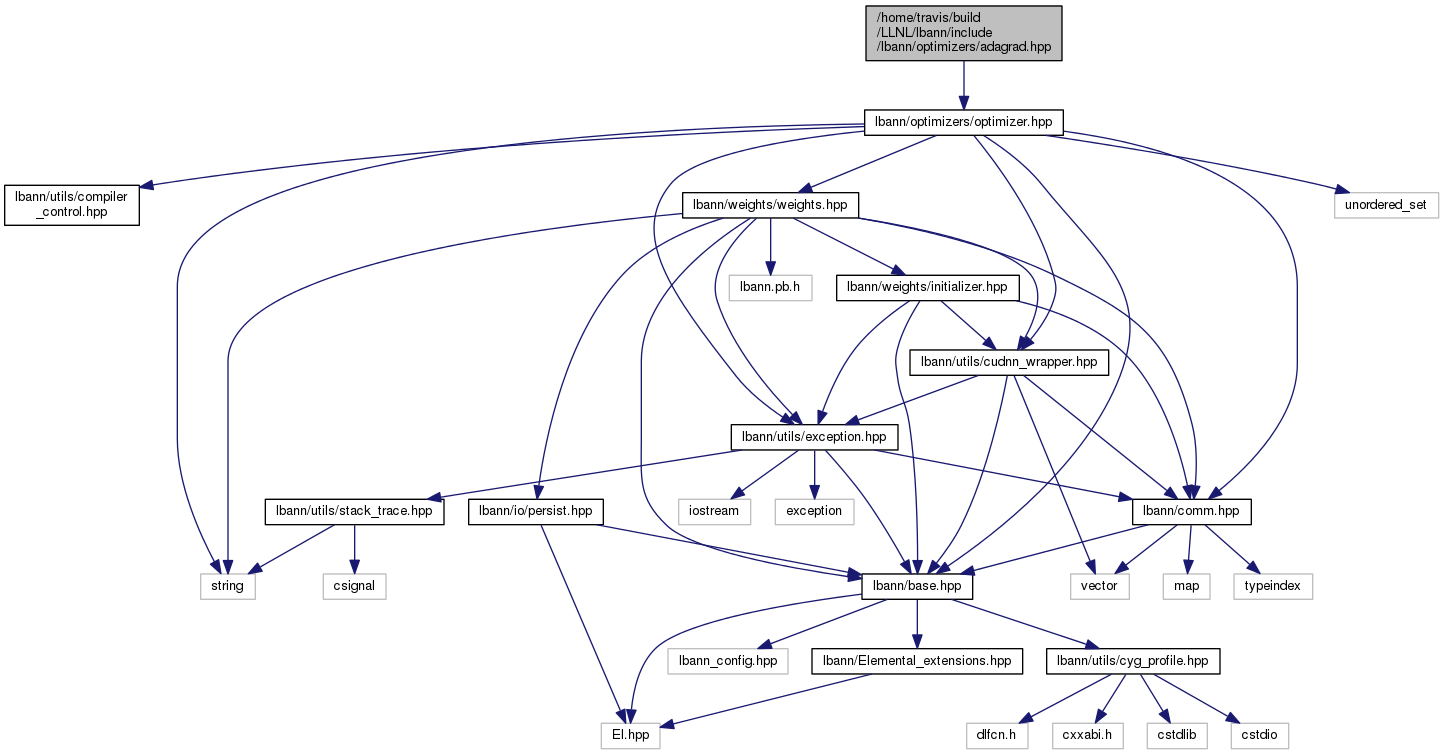 /home/travis/build
/LLNL/lbann/include
/lbann/optimizers/adagrad.hpp
lbann/optimizers/optimizer.hpp
lbann/utils/compiler
_control.hpp
lbann/weights/weights.hpp
unordered_set
lbann.pb.h
lbann/weights/initializer.hpp
lbann/utils/cudnn_wrapper.hpp
lbann/utils/exception.hpp
lbann/utils/stack_trace.hpp
lbann/io/persist.hpp
iostream
exception
lbann/comm.hpp
string
csignal
lbann/base.hpp
vector
map
typeindex
lbann_config.hpp
lbann/Elemental_extensions.hpp
lbann/utils/cyg_profile.hpp
El.hpp
dlfcn.h
cxxabi.h
cstdlib
cstdio